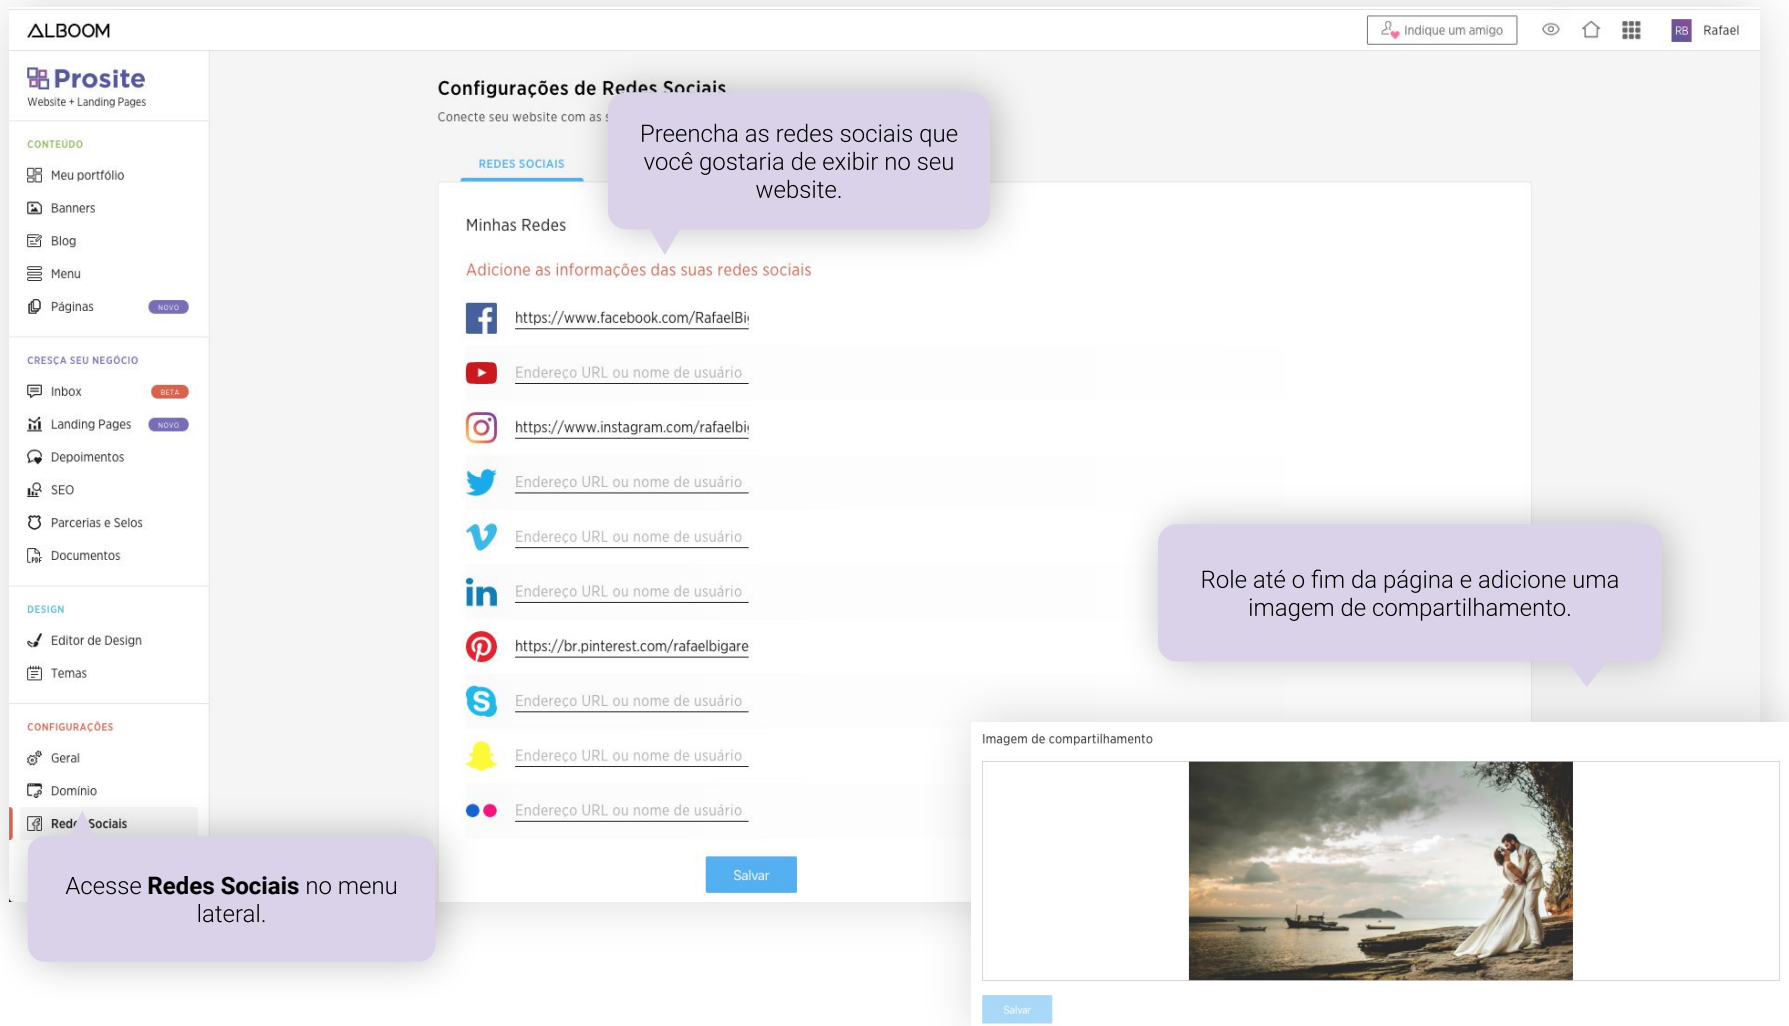 ALBOOM
Indique um amigo
RB
Rafael
Prosite
Website + Landing Pages
CONTEÚDO
Meu portfólio
Banners
Blog
Menu
Páginas
NOVO
CRESÇA SEU NEGÓCIO
Inbox
BETA
Landing Pages
NOVO
Depoimentos
SEO
Parcerias e Selos
PDF
Documentos
DESIGN
Editor de Design
Temas
CONFIGURAÇÕES
Geral
Domínio
Redes Sociais
Acesse Redes Sociais no menu
lateral.
Configurações de Redes Sociais
Conecte seu website com as s
REDES SOCIAIS
Preencha as redes sociais que
você gostaria de exibir no seu
website.
Minhas Redes
Adicione as informações das suas redes sociais
https://www.facebook.com/RafaelBi
Endereço URL ou nome de usuário
https://www.instagram.com/rafaelbi
Endereço URL ou nome de usuário
Endereço URL ou nome de usuário
in
Endereço URL ou nome de usuário
https://br.pinterest.com/rafaelbigare
Endereço URL ou nome de usuário
Endereço URL ou nome de usuário
Endereço URL ou nome de usuário
Salvar
Role até o fim da página e adicione uma
imagem de compartilhamento.
Imagem de compartilhamento
Salvar